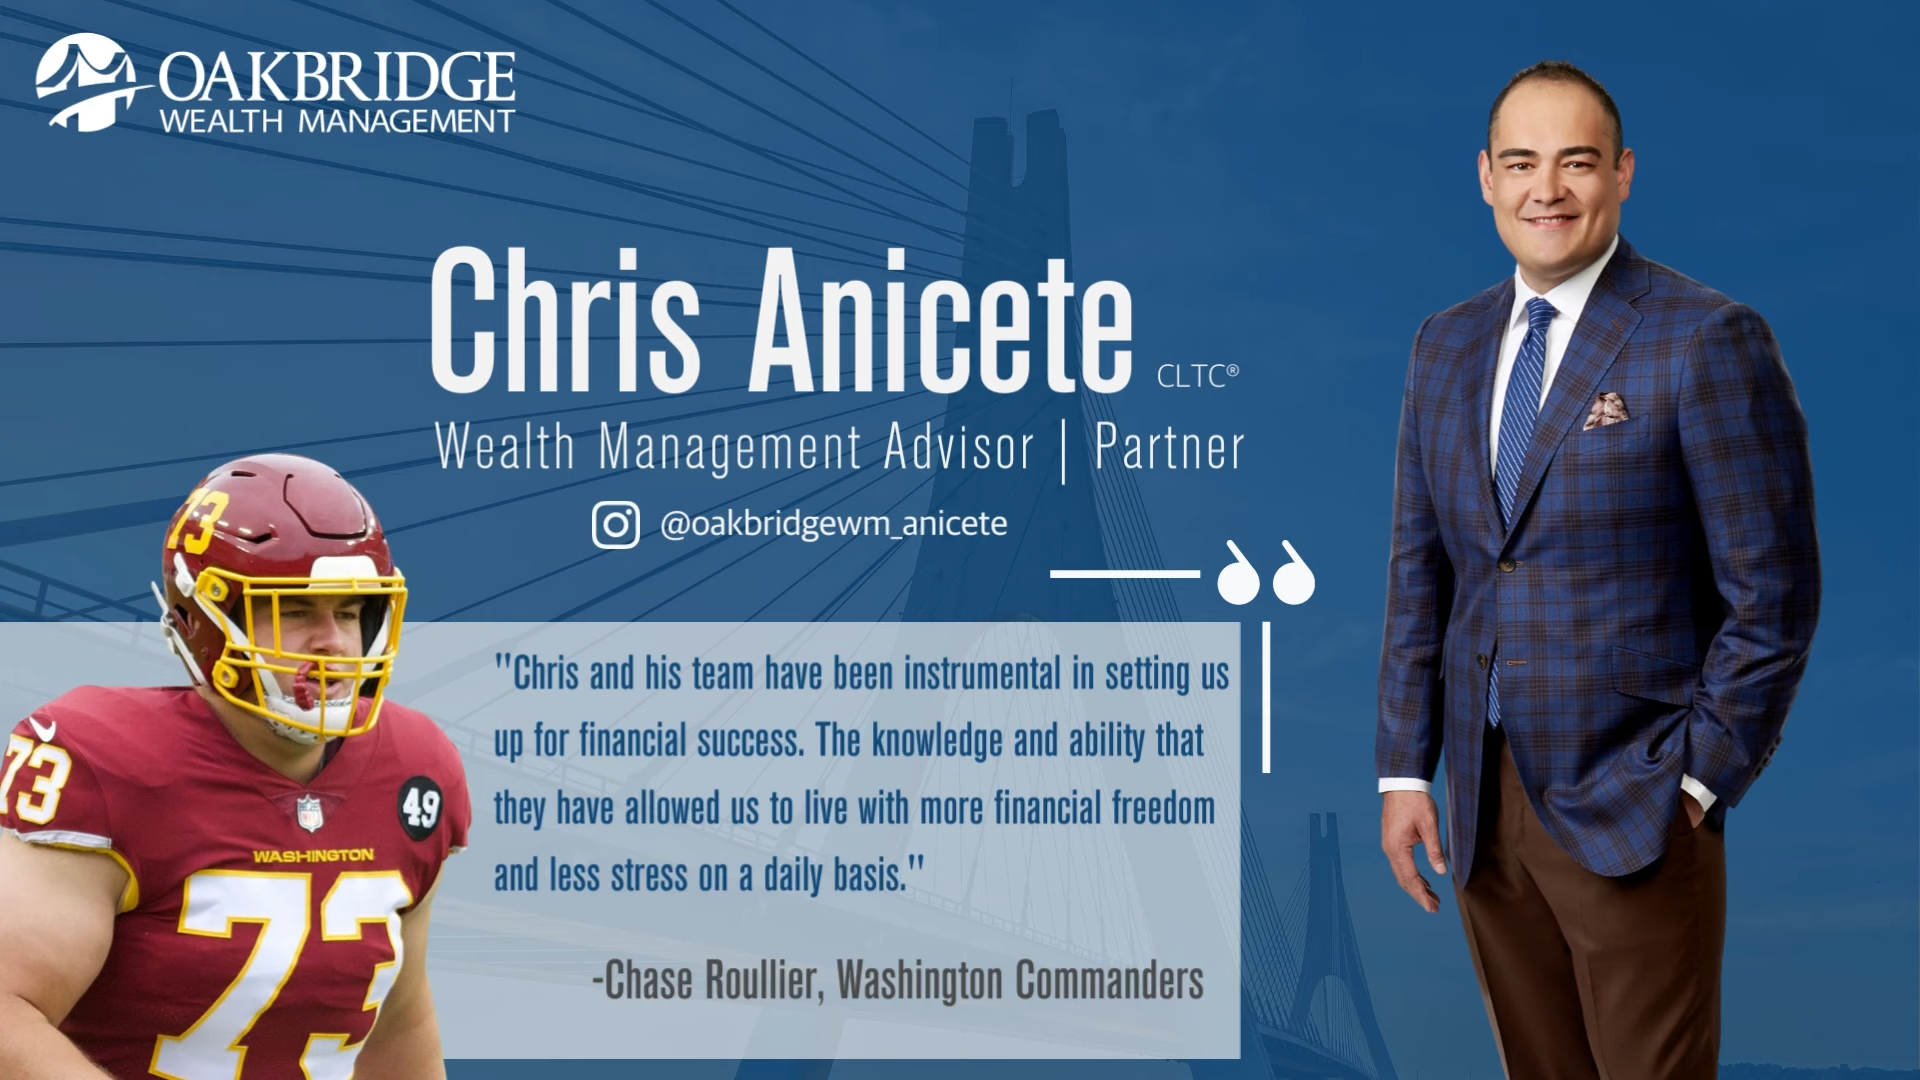 OAKBRIDGE
WEALTH MANAGEMENT
Chris Anicete CLTC®
Wealth Management Advisor | Partner
@oakbridgewm_anicete
"Chris and his team have been instrumental in setting us
up for financial success. The knowledge and ability that
they have allowed us to live with more financial freedom
and less stress on a daily basis."
-Chase Roullier, Washington Commanders
73
73
49
NFL
WASHINGTON
73